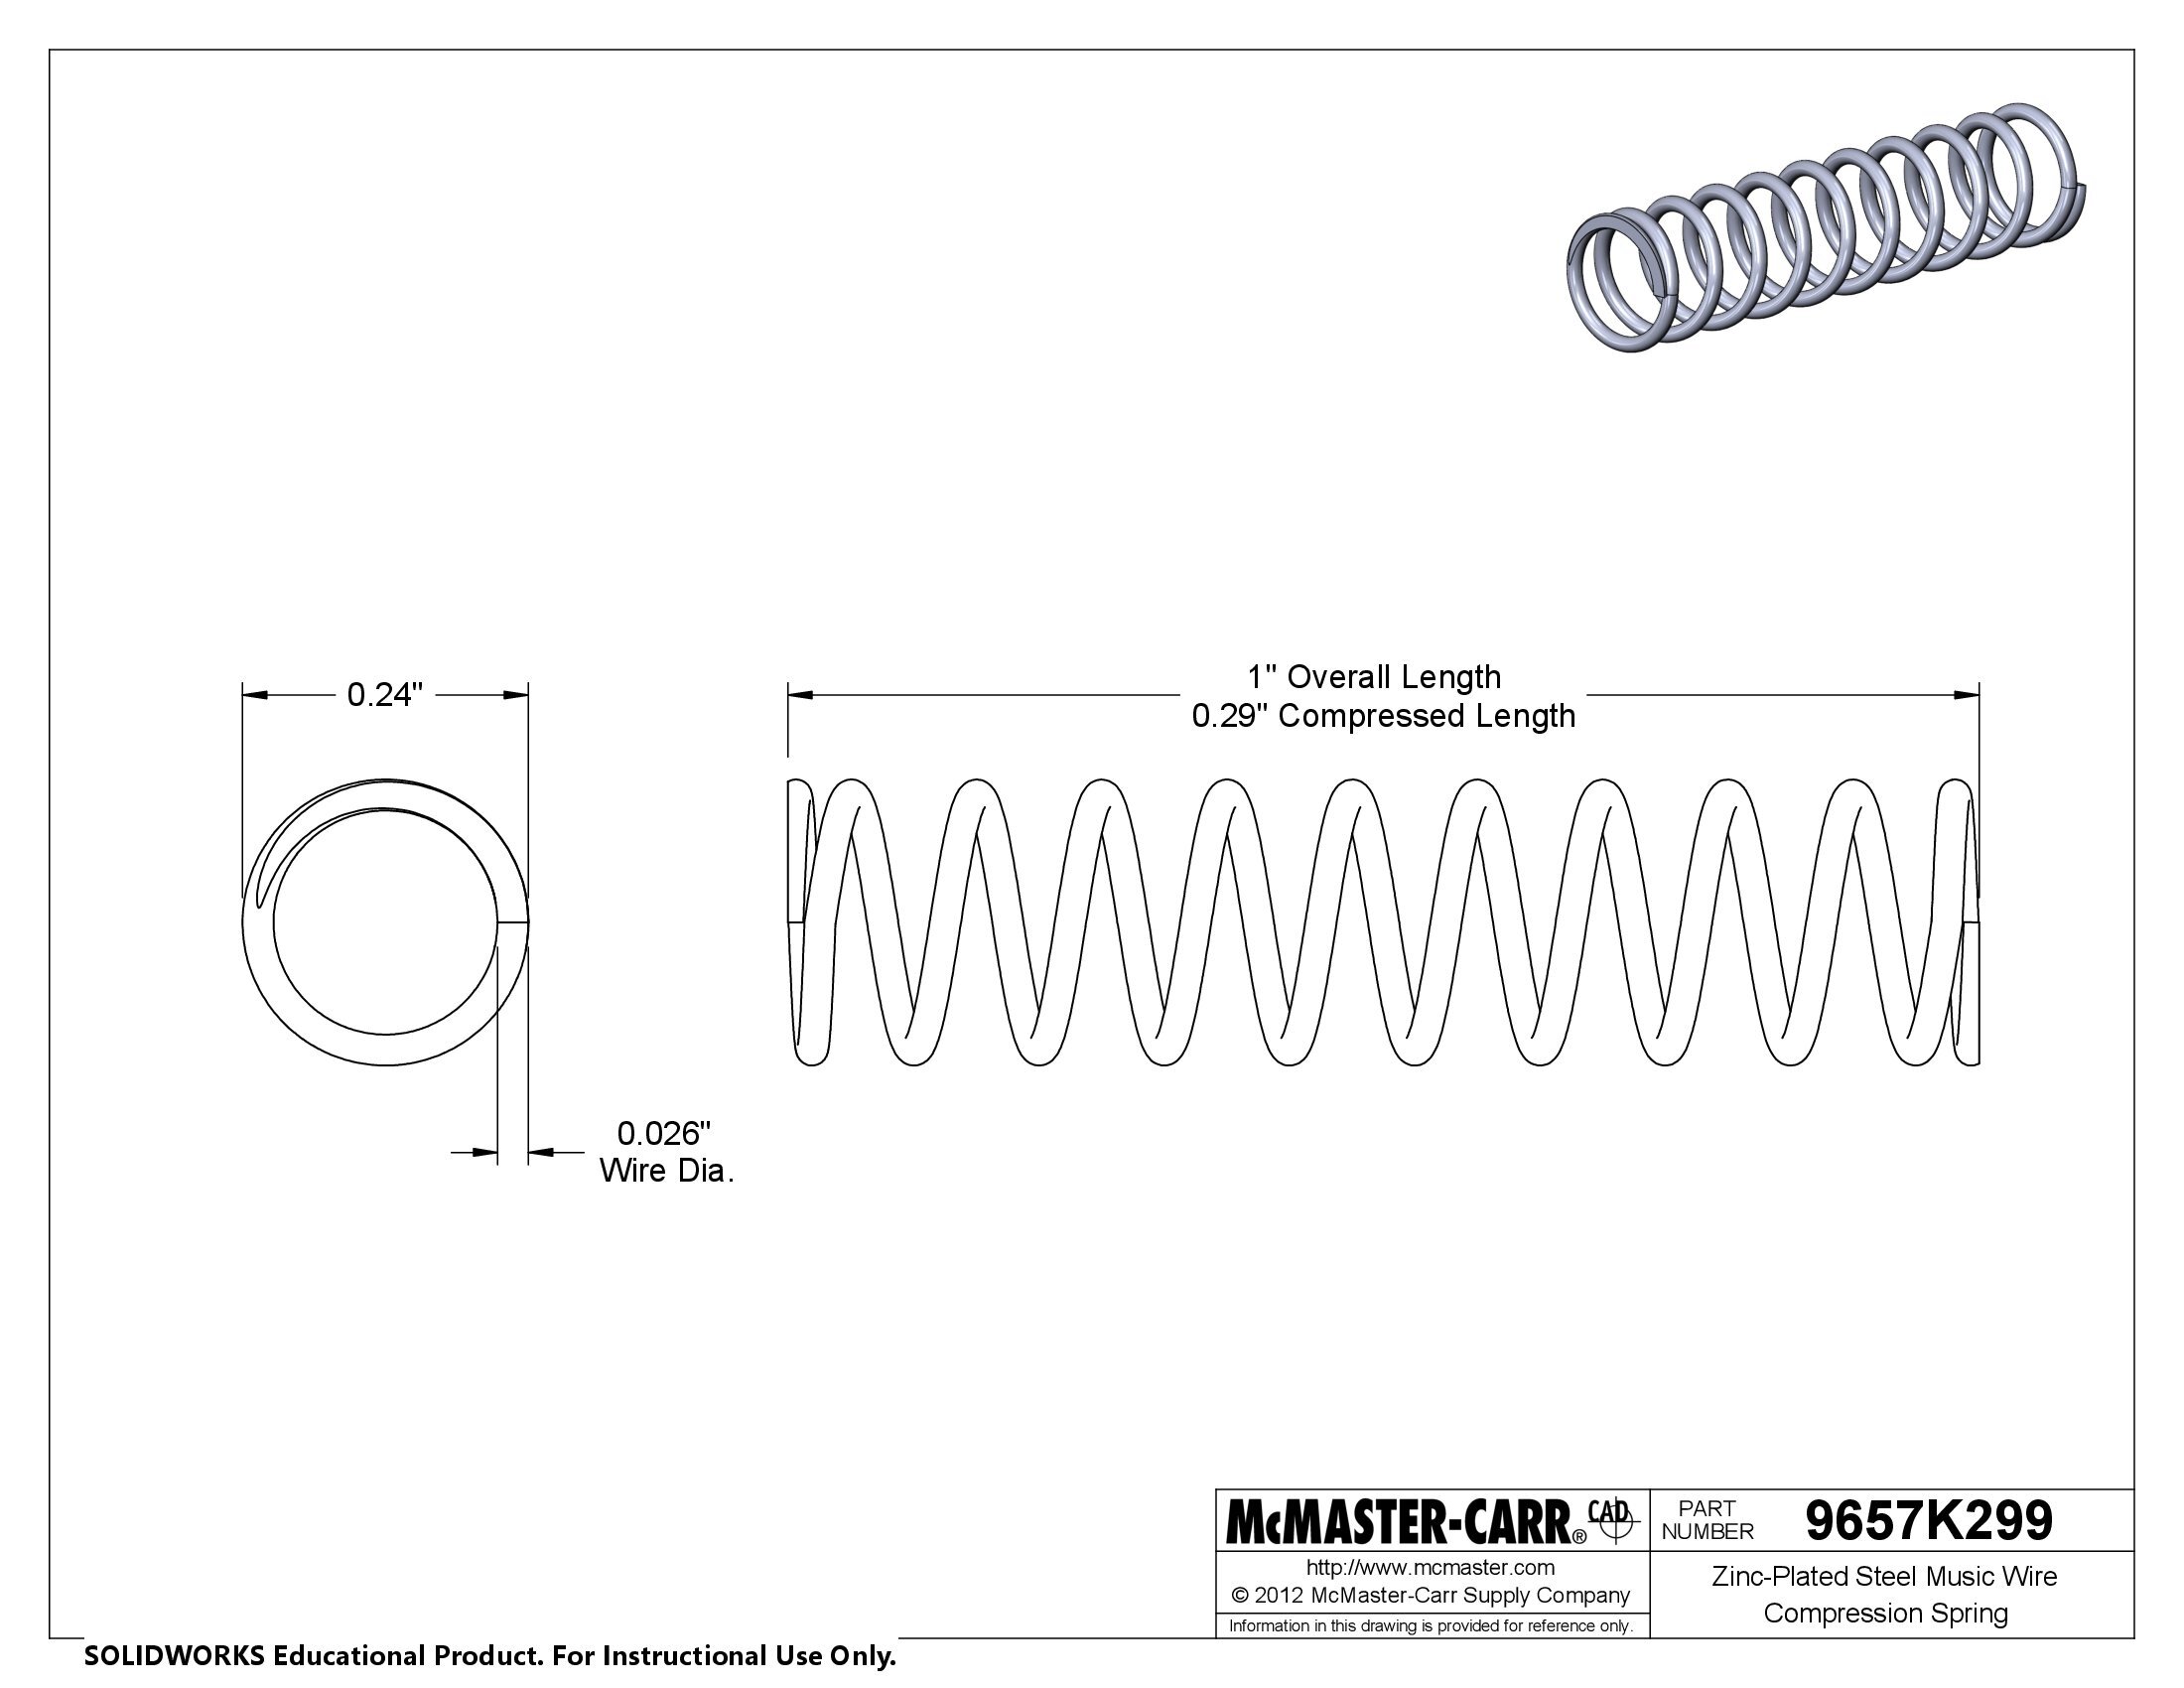 0.24"
1" Overall Length
0.29" Compressed Length
0.026"
Wire Dia.
McMASTER-CARR® CAD
http://www.mcmaster.com
© 2012 McMaster-Carr Supply Company
Information in this drawing is provided for reference only.
PART
NUMBER
9657K299
Zinc-Plated Steel Music Wire
Compression Spring
SOLIDWORKS Educational Product. For Instructional Use Only.